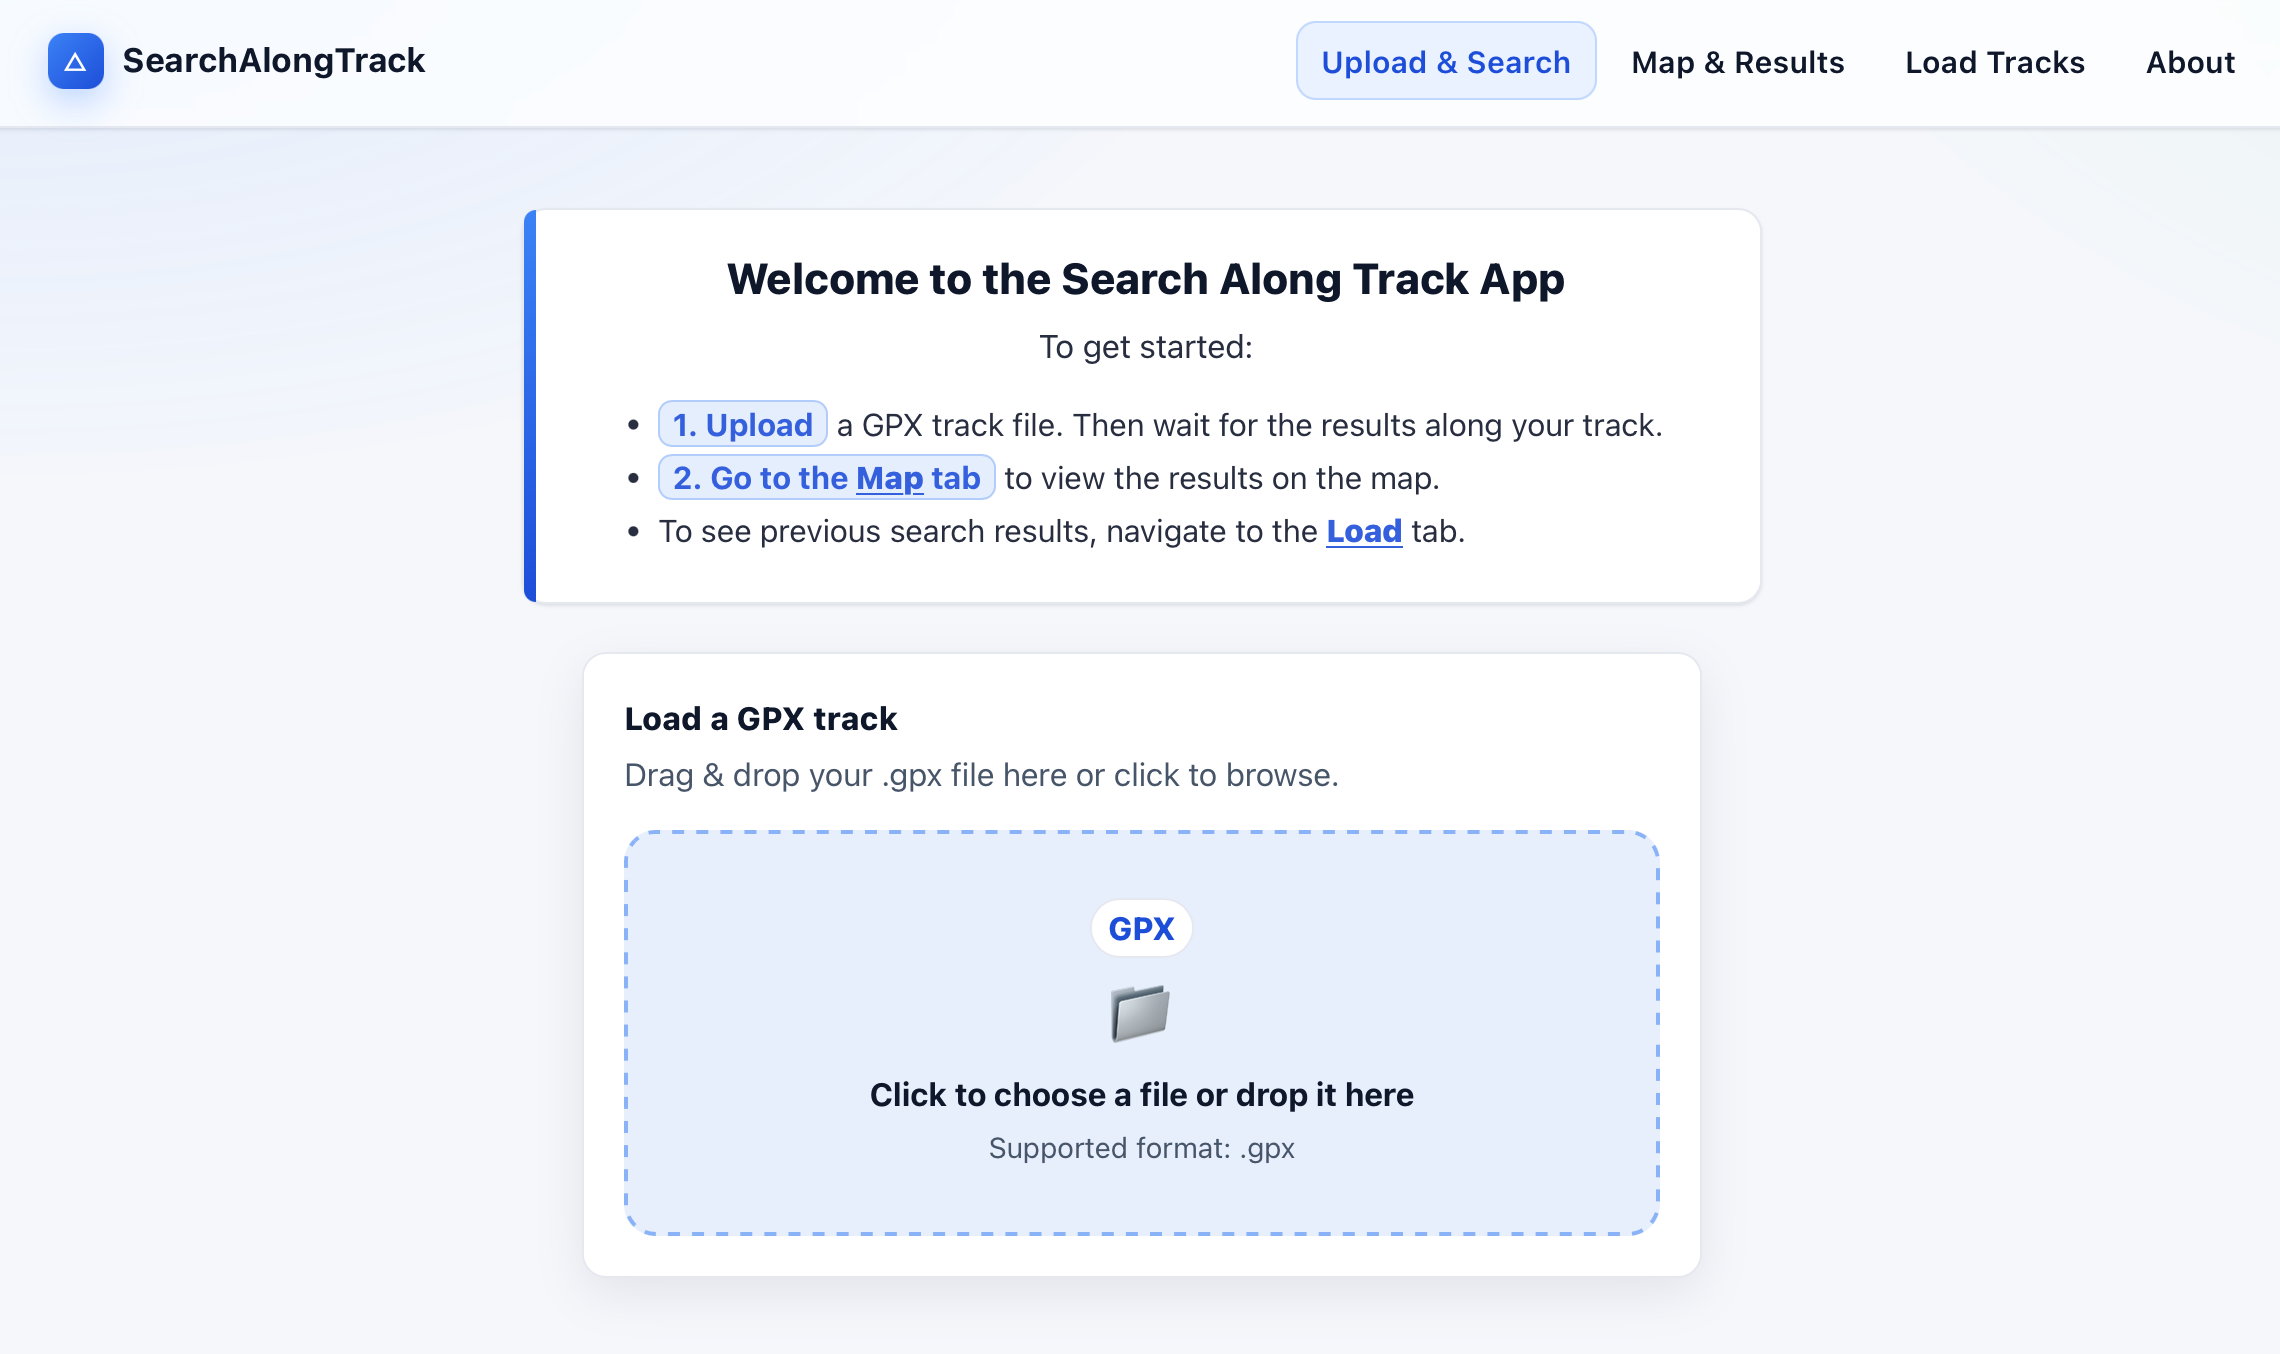 SearchAlongTrack
Upload & Search
Map & Results
Load Tracks
About
Welcome to the Search Along Track App
To get started:
• 1. Upload a GPX track file. Then wait for the results along your track.
• 2. Go to the Map tab to view the results on the map.
• To see previous search results, navigate to the Load tab.
Load a GPX track
Drag & drop your .gpx file here or click to browse.
GPX
Click to choose a file or drop it here
Supported format: .gpx